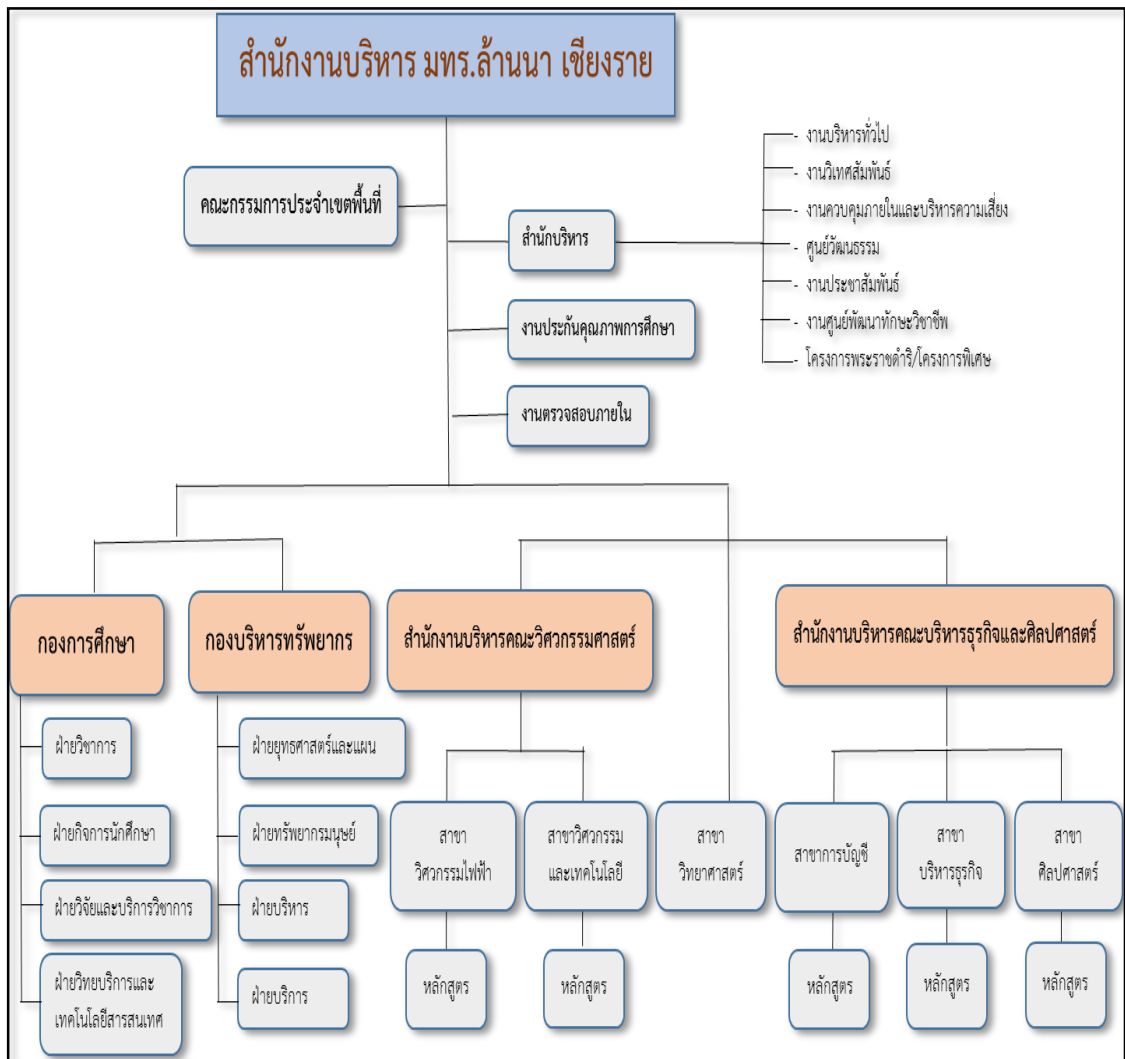 สำนักงานบริหาร มทร.ล้านนา เชียงราย
คณะกรรมการประจำเขตพื้นที่
สำนักบริหาร
- งานบริหารทั่วไป
- งานวิเทศสัมพันธ์
- งานควบคุมภายในและบริหารความเสี่ยง
- ศูนย์วัฒนธรรม
- งานประชาสัมพันธ์
- งานศูนย์พัฒนาทักษะวิชาชีพ
- โครงการพระราชดำริ/โครงการพิเศษ
งานประกันคุณภาพการศึกษา
งานตรวจสอบภายใน
กองการศึกษา
กองบริหารทรัพยากร
สำนักงานบริหารคณะวิศวกรรมศาสตร์
สำนักงานบริหารคณะบริหารธุรกิจและศิลปศาสตร์
ฝ่ายวิชาการ
ฝ่ายกิจการนักศึกษา
ฝ่ายวิจัยและบริการวิชาการ
ฝ่ายวิทยบริการและ
เทคโนโลยีสารสนเทศ
ฝ่ายยุทธศาสตร์และแผน
ฝ่ายทรัพยากรมนุษย์
ฝ่ายบริหาร
ฝ่ายบริการ
สาขา
วิศวกรรมไฟฟ้า
สาขาวิศวกรรม
และเทคโนโลยี
สาขา
วิทยาศาสตร์
สาขาการบัญชี
สาขา
บริหารธุรกิจ
สาขา
ศิลปศาสตร์
หลักสูตร
หลักสูตร
หลักสูตร
หลักสูตร
หลักสูตร